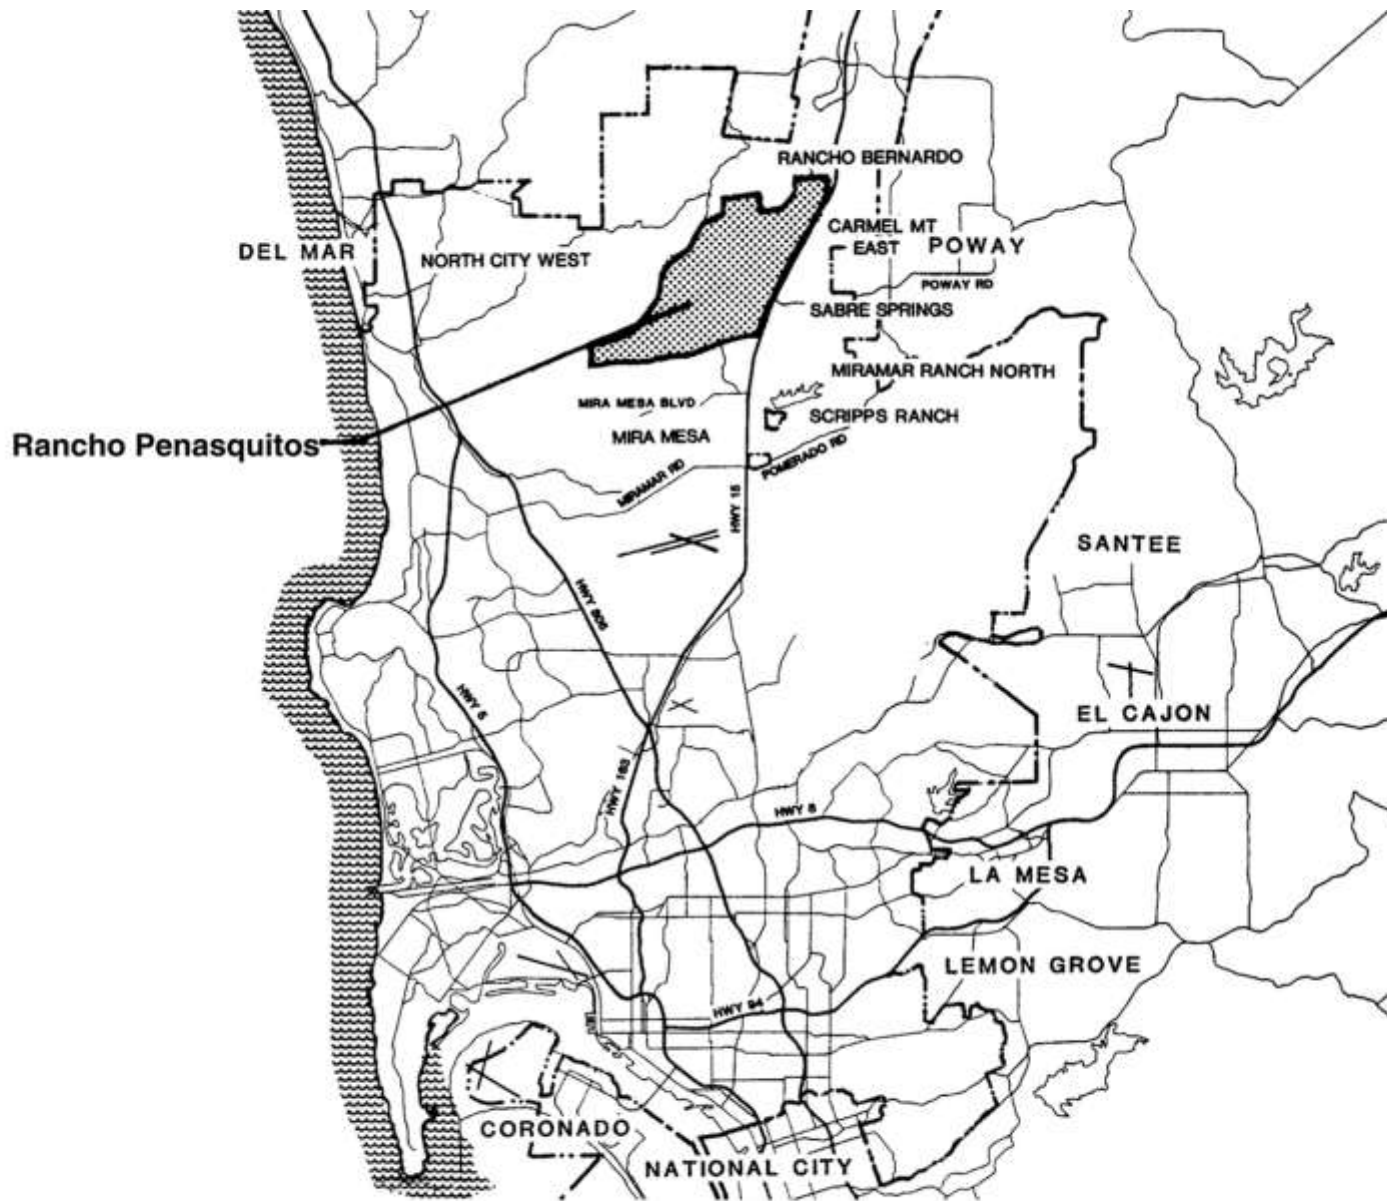 RANCHO BERNARDO
CARMEL MT
EAST
POWAY
DEL MAR
NORTH CITY WEST
POWAY RD
SABRE SPRINGS
MIRAMAR RANCH NORTH
MIRA MESA BLVD
SCRIPPS RANCH
MIRA MESA
Rancho Penasquitos
POMERADO RD
MIRAMAR RD
HWY 15
SANTEE
HWY 805
HWY 5
EL CAJON
HWY 163
HWY 8
LA MESA
LEMON GROVE
HWY 94
CORONADO
NATIONAL CITY